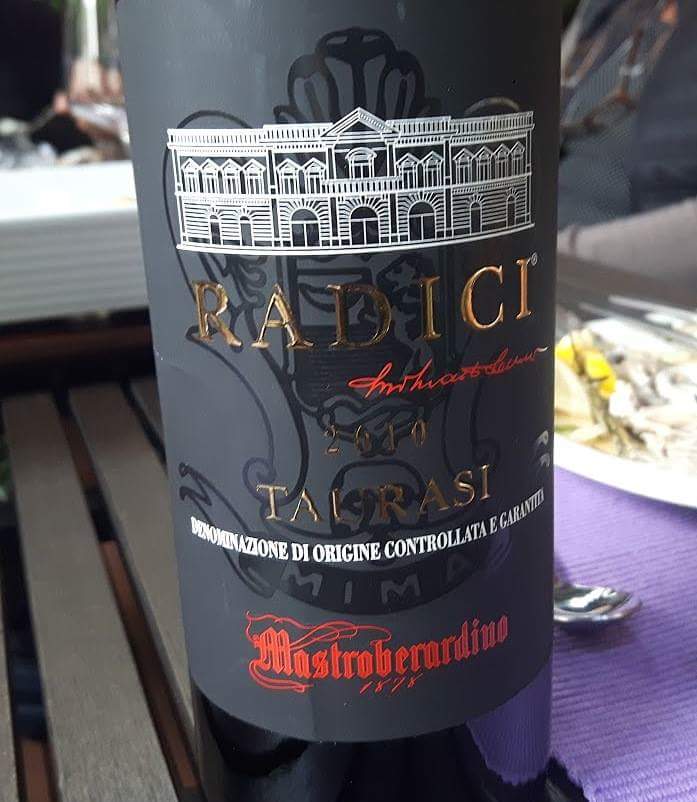 RADICI®
2010
TAURASI
DENOMINAZIONE DI ORIGINE CONTROLLATA E GARANTITA
Mastroberardino
1878